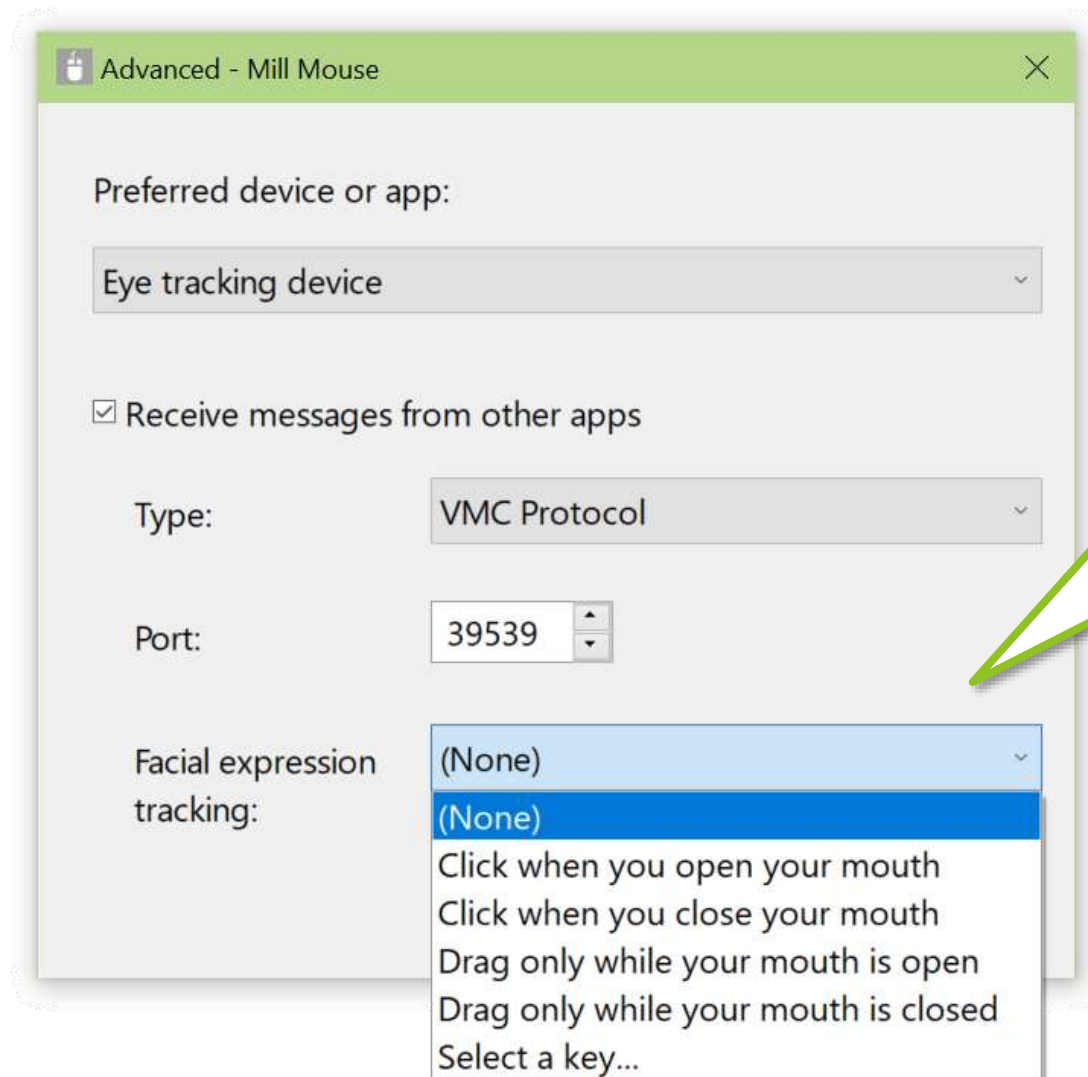 Advanced - Mill Mouse
Preferred device or app:
Eye tracking device
Receive messages from other apps
Type:
VMC Protocol
Port:
39539
Facial expression
tracking:
(None)
(None)
Click when you open your mouth
Click when you close your mouth
Drag only while your mouth is open
Drag only while your mouth is closed
Select a key...